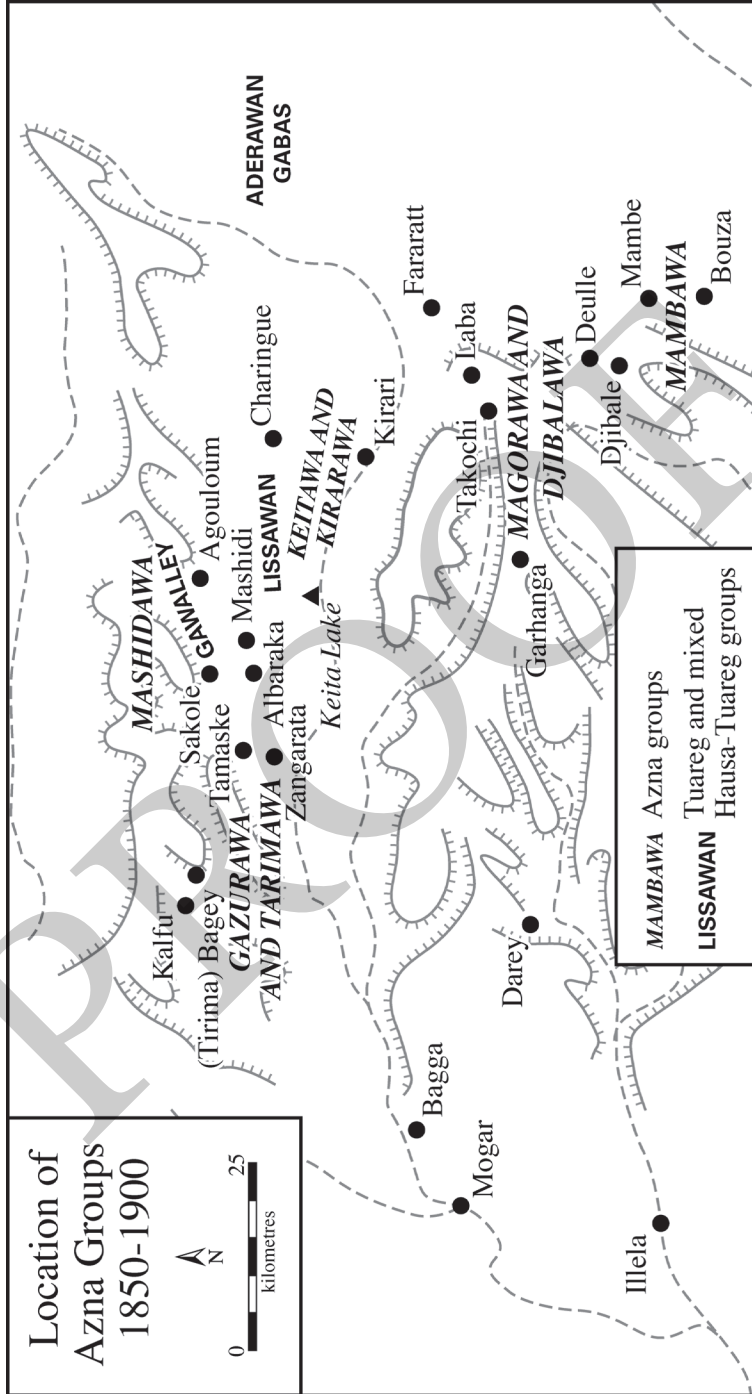 Location of
Azna Groups
1850-1900
N
0 25
kilometres
Kalfu
(Tirima) Bagey
GAZURAWA
AND TARIMAWA
MASHIDAWA
GAWALLEY
Sakole
Tamaske
Zangarata
Albaraka
Mashidi
Agouloum
LISSAWAN
Charingue
ADERAWAN
GABAS
KEITAWA AND
KIRARAWA
Keita-Lake
Kirari
Fararatt
Bagga
Mogar
Laba
Takochi
MAGORAWA AND
DJIBALAWA
Garhanga
Darey
Deulle
Djibale
Mambe
MAMBAWA
Bouza
Illela
MAMBAWA Azna groups
LISSAWAN Tuareg and mixed
Hausa-Tuareg groups
PROOF